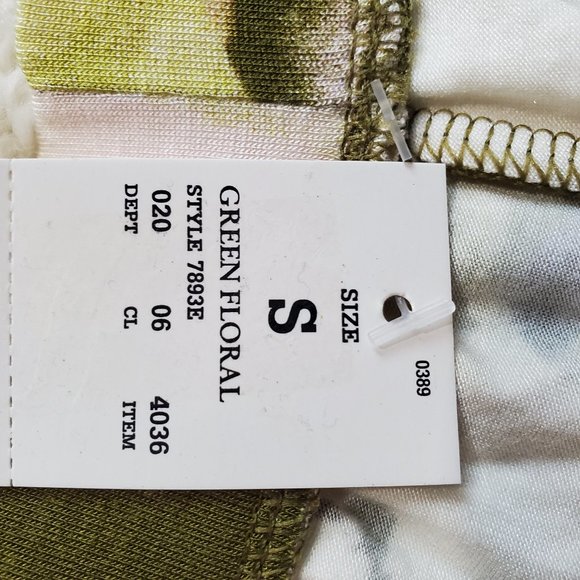 0389
SIZE
S
GREEN FLORAL
STYLE 7893E
020 06 4036
DEPT CL ITEM